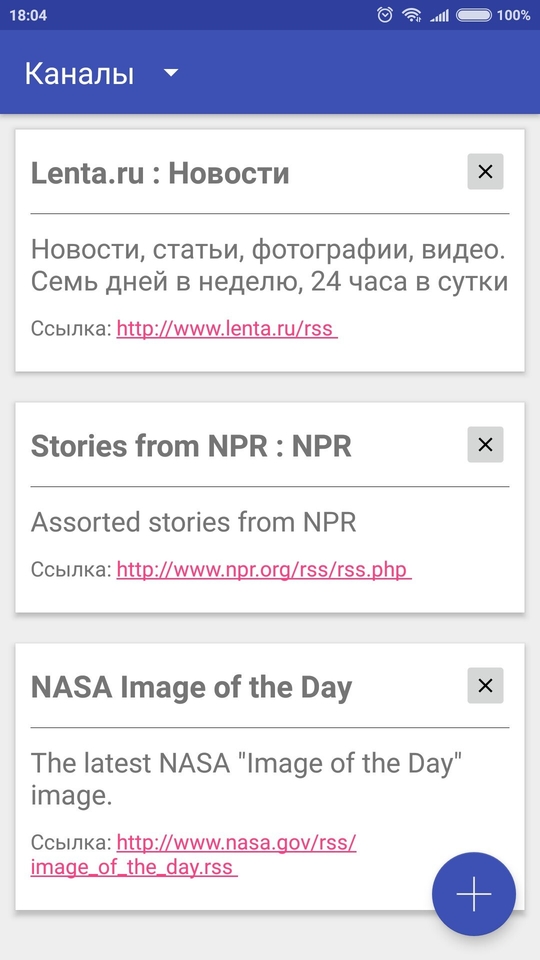 18:04
100%
Каналы
Lenta.ru : Новости
Новости, статьи, фотографии, видео.
Семь дней в неделю, 24 часа в сутки
Ссылка: http://www.lenta.ru/rss
Stories from NPR : NPR
Assorted stories from NPR
Ссылка: http://www.npr.org/rss/rss.php
NASA Image of the Day
The latest NASA "Image of the Day"
image.
Ссылка: http://www.nasa.gov/rss/
image_of_the_day.rss